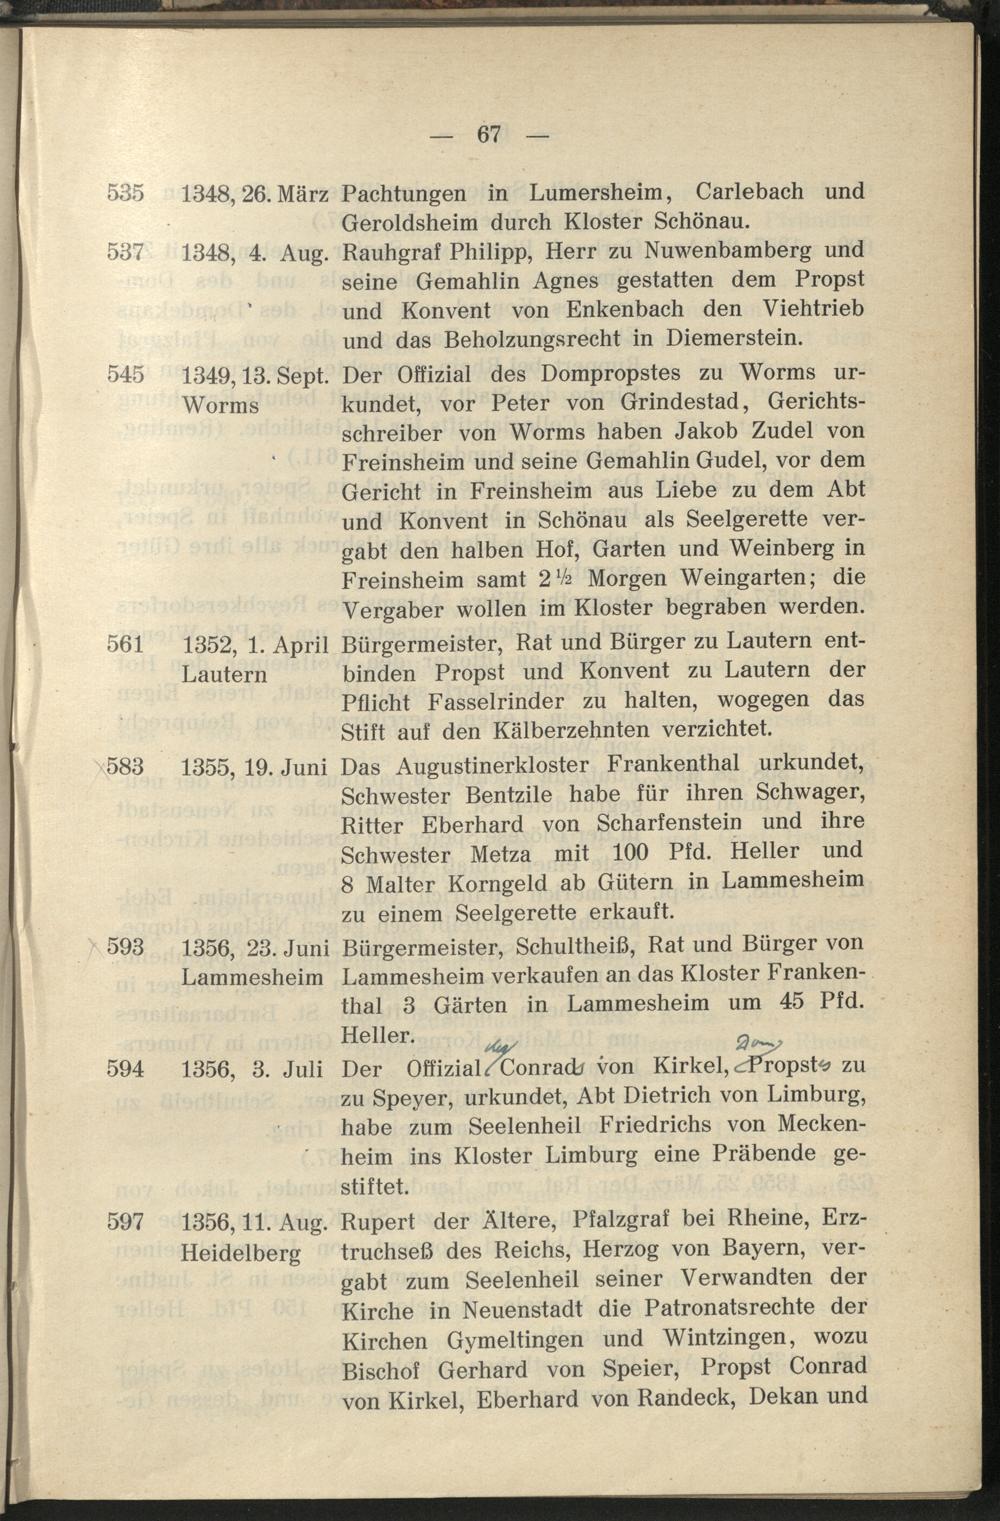 — 67 —
535 1348, 26. März Pachtungen in Lumersheim, Carlebach und
Geroldsheim durch Kloster Schönau.
537 1348, 4. Aug. Rauhgraf Philipp, Herr zu Nuwenbamberg und
seine Gemahlin Agnes gestatten dem Propst
und Konvent von Enkenbach den Viehtrieb
und das Beholzungsrecht in Diemerstein.
545 1349, 13. Sept. Der Offizial des Dompropstes zu Worms ur-
Worms kundet, vor Peter von Grindestad, Gerichts-
schreiber von Worms haben Jakob Zudel von
Freinsheim und seine Gemahlin Gudel, vor dem
Gericht in Freinsheim aus Liebe zu dem Abt
und Konvent in Schönau als Seelgerette ver-
gabt den halben Hof, Garten und Weinberg in
Freinsheim samt 2 1/2 Morgen Weingarten; die
Vergaber wollen im Kloster begraben werden.
561 1352, 1. April Bürgermeister, Rat und Bürger zu Lautern ent-
Lautern binden Propst und Konvent zu Lautern der
Pflicht Fasselrinder zu halten, wogegen das
Stift auf den Kälberzehnten verzichtet.
×583 1355, 19. Juni Das Augustinerkloster Frankenthal urkundet,
Schwester Bentzile habe für ihren Schwager,
Ritter Eberhard von Scharfenstein und ihre
Schwester Metza mit 100 Pfd. Heller und
8 Malter Korngeld ab Gütern in Lammesheim
zu einem Seelgerette erkauft.
×593 1356, 23. Juni Bürgermeister, Schultheiß, Rat und Bürger von
Lammesheim Lammesheim verkaufen an das Kloster Franken-
thal 3 Gärten in Lammesheim um 45 Pfd.
Heller.
des Dom
594 1356, 3. Juli Der Offizial Conrads von Kirkel, Propsts zu
zu Speyer, urkundet, Abt Dietrich von Limburg,
habe zum Seelenheil Friedrichs von Mecken-
heim ins Kloster Limburg eine Präbende ge-
stiftet.
597 1356, 11. Aug. Rupert der Ältere, Pfalzgraf bei Rheine, Erz-
Heidelberg truchseß des Reichs, Herzog von Bayern, ver-
gabt zum Seelenheil seiner Verwandten der
Kirche in Neuenstadt die Patronatsrechte der
Kirchen Gymeltingen und Wintzingen, wozu
Bischof Gerhard von Speier, Propst Conrad
von Kirkel, Eberhard von Randeck, Dekan und